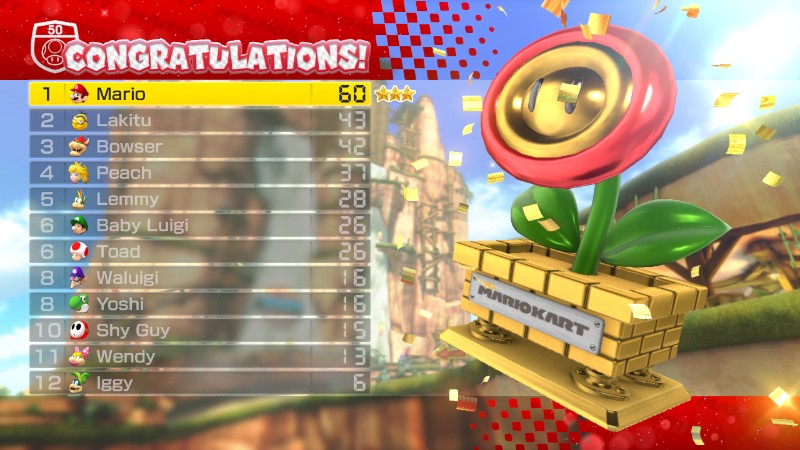 50
CONGRATULATIONS!
1 Mario 60
2 Lakitu 43
3 Bowser 42
4 Peach 37
5 Lemmy 28
6 Baby Luigi 26
6 Toad 26
8 Waluigi 16
8 Yoshi 16
10 Shy Guy 15
11 Wendy 13
12 Iggy 6
MARIOKART